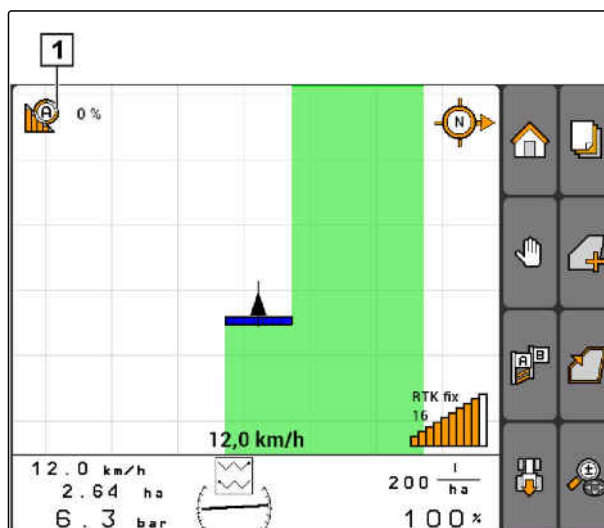 1
A
0 %
N
A B
RTK fix
16
12,0 km/h
12.0 km/h
2.64 ha
6.3 bar
200 l/ha
100 %